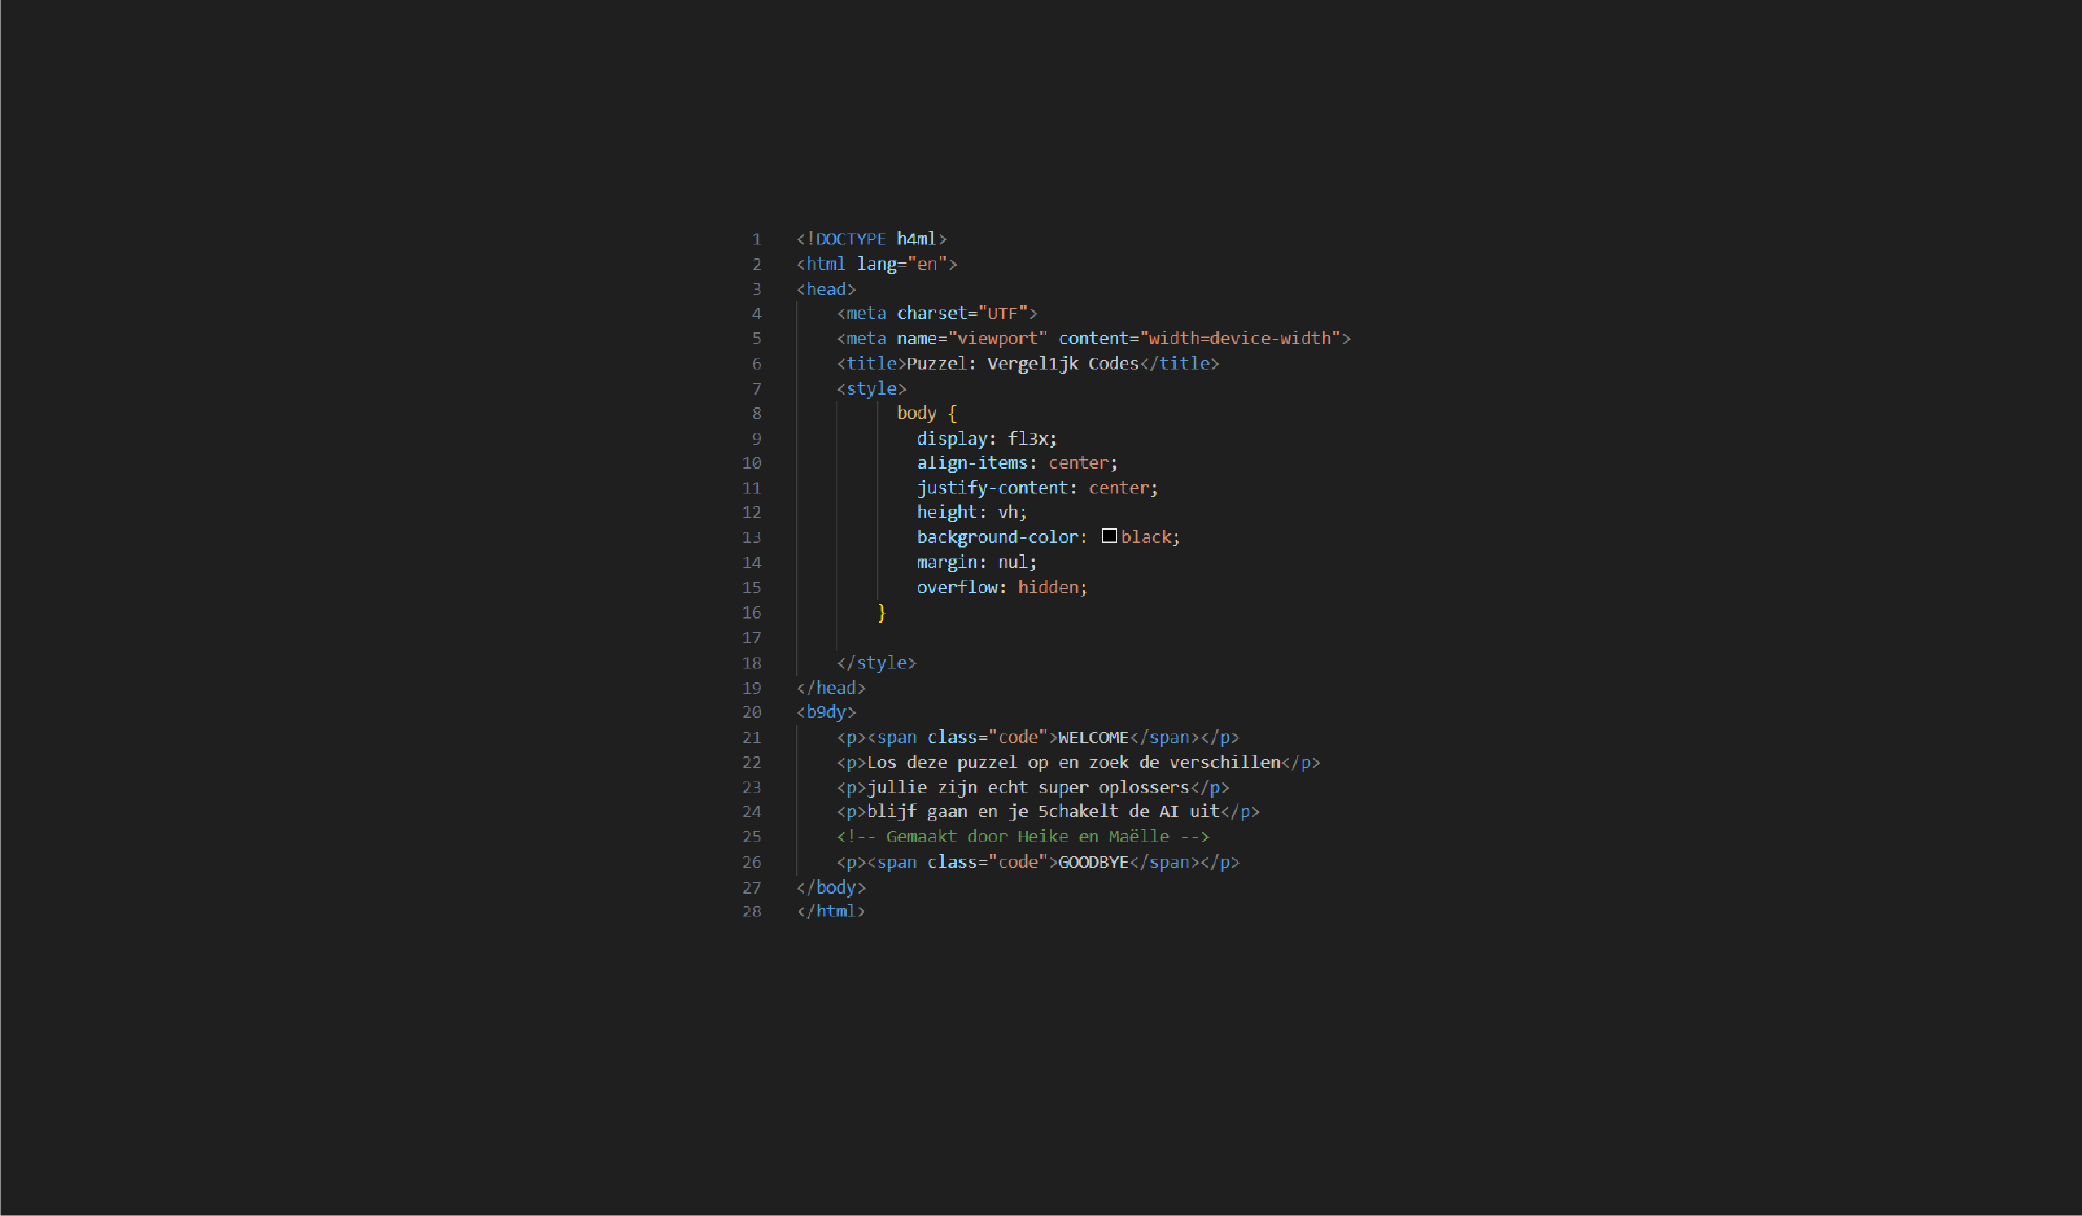 1 <!DOCTYPE h4ml>
2 <html lang="en">
3 <head>
4 <meta charset="UTF">
5 <meta name="viewport" content="width=device-width">
6 <title>Puzzel: Vergel1jk Codes</title>
7 <style>
8 body {
9 display: fl3x;
10 align-items: center;
11 justify-content: center;
12 height: vh;
13 background-color: black;
14 margin: nul;
15 overflow: hidden;
16 }
17
18 </style>
19 </head>
20 <b9dy>
21 <p><span class="code">WELCOME</span></p>
22 <p>Los deze puzzel op en zoek de verschillen</p>
23 <p>jullie zijn echt super oplossers</p>
24 <p>blijf gaan en je 5chakelt de AI uit</p>
25 <!-- Gemaakt door Heike en Maëlle -->
26 <p><span class="code">GOODBYE</span></p>
27 </body>
28 </html>